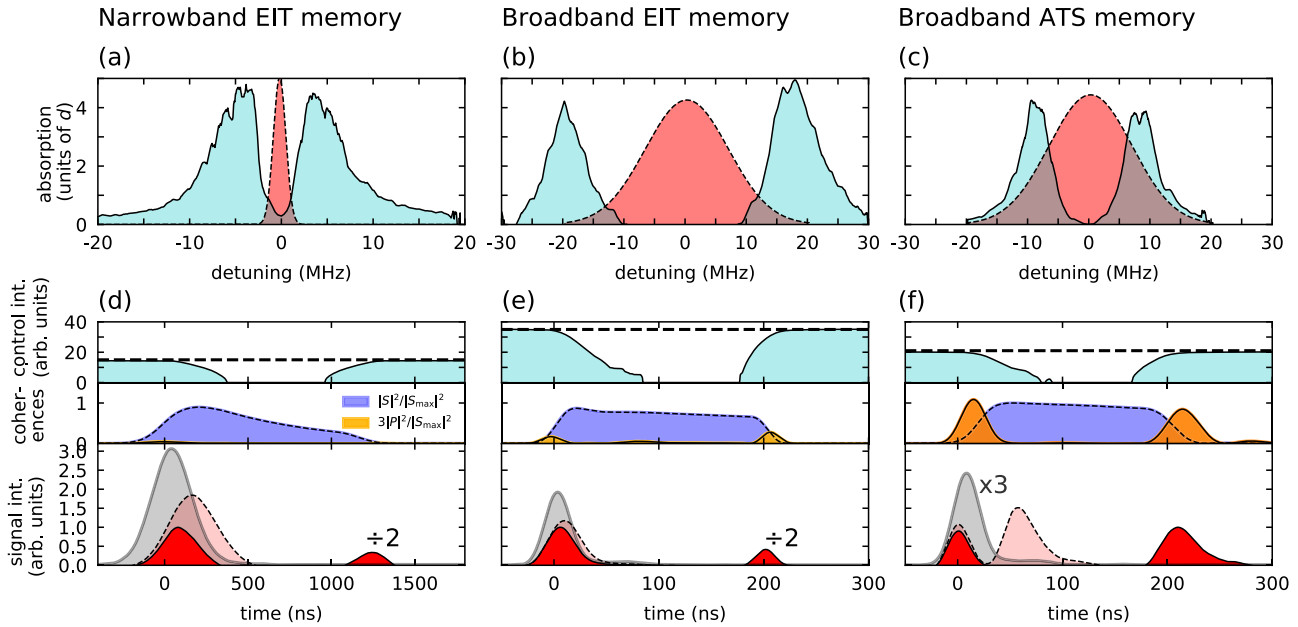 Narrowband EIT memory
Broadband EIT memory
Broadband ATS memory
(a)
(b)
(c)
absorption
(units of d)
4
2
0
-20 -10 0 10 20
-30 -20 -10 0 10 20 30
-30 -20 -10 0 10 20 30
detuning (MHz)
detuning (MHz)
detuning (MHz)
(d)
(e)
(f)
control int.
(arb. units)
40
20
0
coher-
ences
1
0
|S|²/|Smax|²
3|P|²/|Smax|²
signal int.
(arb. units)
3.0
2.5
2.0
1.5
1.0
0.5
0.0
÷2
÷2
x3
0 500 1000 1500
0 100 200 300
0 100 200 300
time (ns)
time (ns)
time (ns)